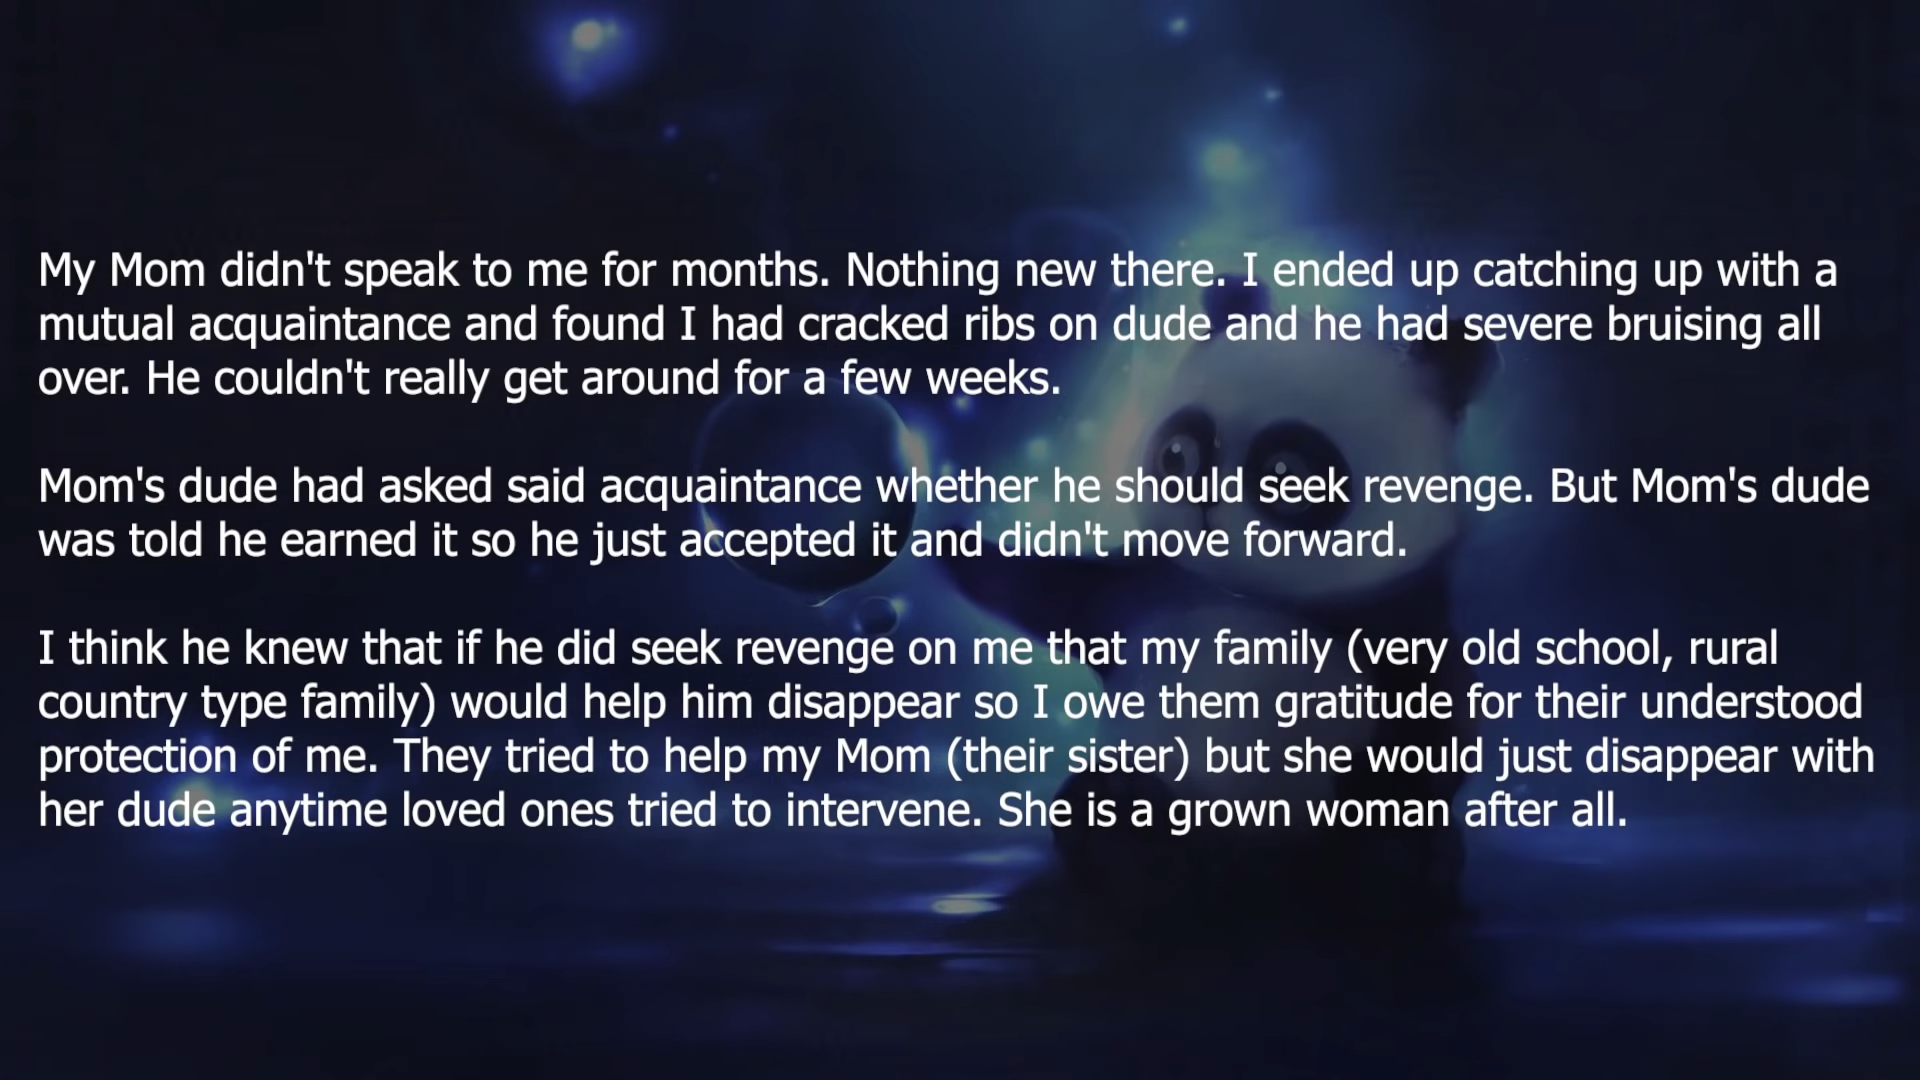 My Mom didn't speak to me for months. Nothing new there. I ended up catching up with a
mutual acquaintance and found I had cracked ribs on dude and he had severe bruising all
over. He couldn't really get around for a few weeks.
Mom's dude had asked said acquaintance whether he should seek revenge. But Mom's dude
was told he earned it so he just accepted it and didn't move forward.
I think he knew that if he did seek revenge on me that my family (very old school, rural
country type family) would help him disappear so I owe them gratitude for their understood
protection of me. They tried to help my Mom (their sister) but she would just disappear with
her dude anytime loved ones tried to intervene. She is a grown woman after all.